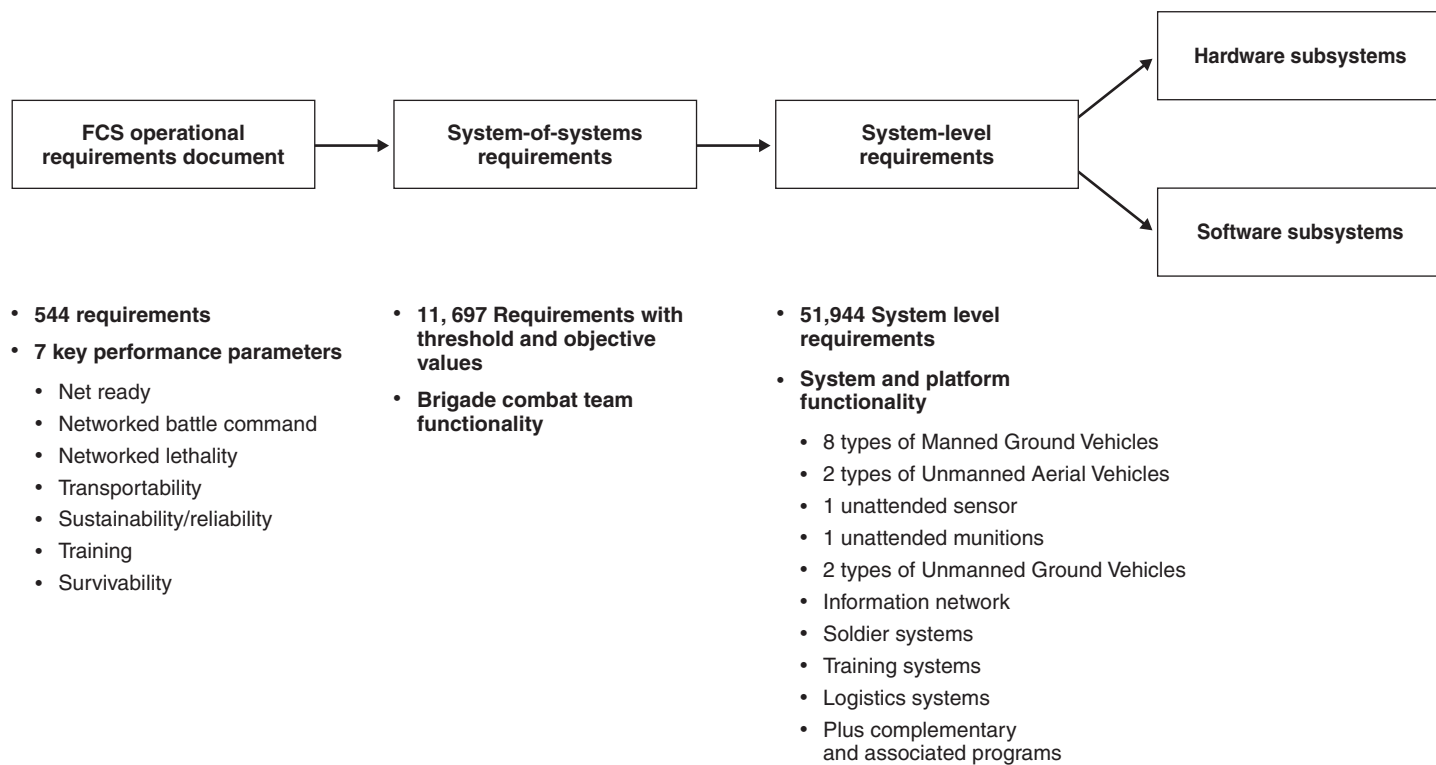 FCS operational
requirements document
System-of-systems
requirements
System-level
requirements
Hardware subsystems
Software subsystems
• 544 requirements
• 7 key performance parameters
• Net ready
• Networked battle command
• Networked lethality
• Transportability
• Sustainability/reliability
• Training
• Survivability
• 11, 697 Requirements with
threshold and objective
values
• Brigade combat team
functionality
• 51,944 System level
requirements
• System and platform
functionality
• 8 types of Manned Ground Vehicles
• 2 types of Unmanned Aerial Vehicles
• 1 unattended sensor
• 1 unattended munitions
• 2 types of Unmanned Ground Vehicles
• Information network
• Soldier systems
• Training systems
• Logistics systems
• Plus complementary
and associated programs